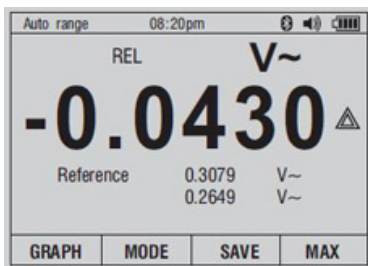 Auto range 08:20pm
REL V~
-0.0430
Reference 0.3079 V~
0.2649 V~
GRAPH MODE SAVE MAX